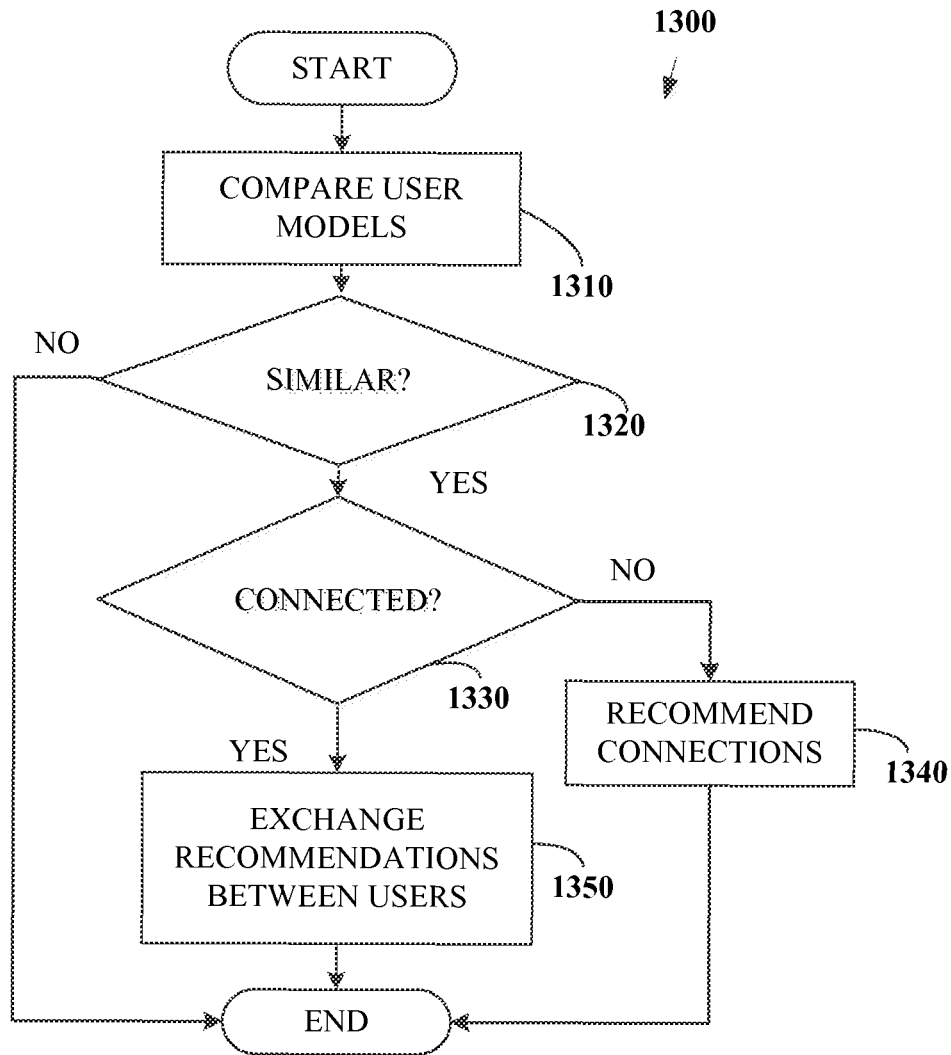 1300
START
COMPARE USER
MODELS
1310
NO
SIMILAR?
1320
YES
CONNECTED?
NO
1330
RECOMMEND
CONNECTIONS
1340
YES
EXCHANGE
RECOMMENDATIONS
BETWEEN USERS
1350
END